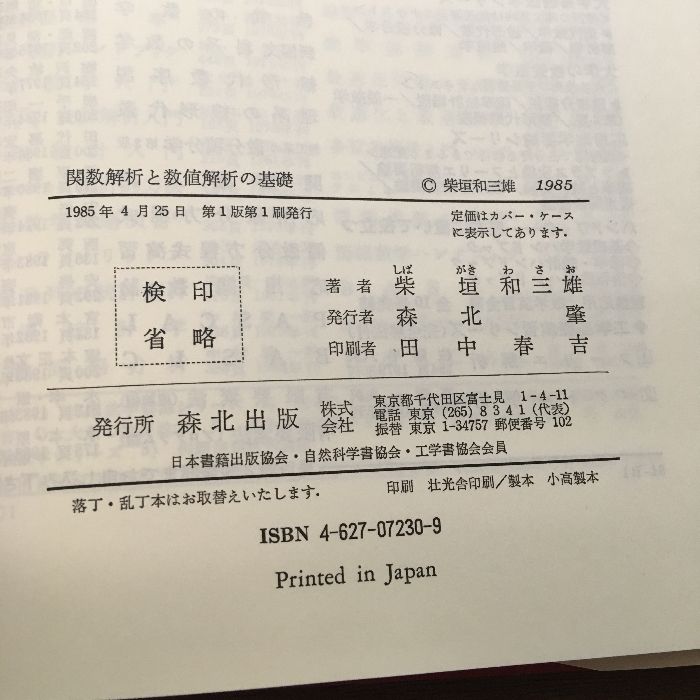 関数解析と数値解析の基礎
© 柴垣和三雄 1985
1985年4月25日 第1版第1刷発行
定価はカバー・ケース
に表示してあります.
検印
省略
しば がき わ さ お
著者 柴垣和三雄
発行者 森北肇
印刷者 田中春吉
発行所 森北出版 株式会社
東京都千代田区富士見 1-4-11
電話 東京 (265) 8341 (代表)
振替 東京 1-34757 郵便番号 102
日本書籍出版協会・自然科学書協会・工学書協会会員
落丁・乱丁本はお取替えいたします.
印刷 壮光舎印刷/製本 小高製本
ISBN 4-627-07230-9
Printed in Japan